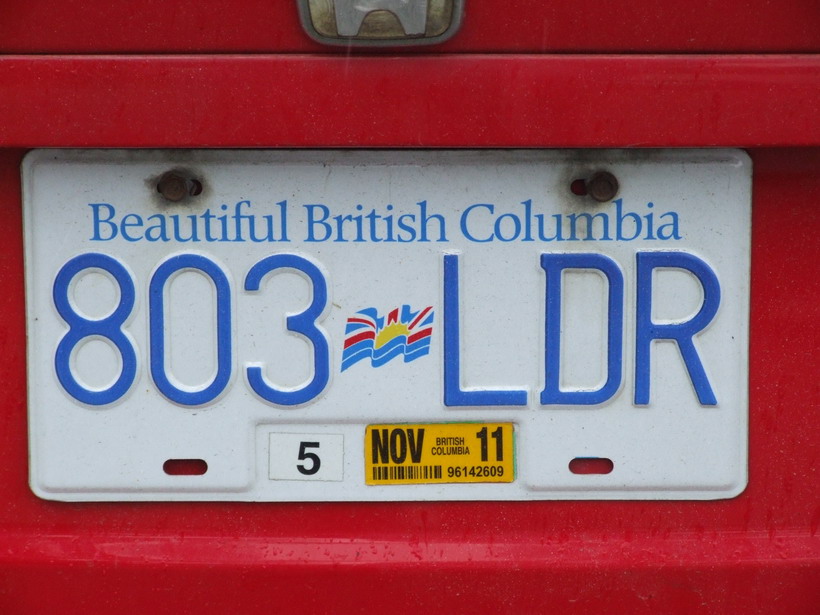 Beautiful British Columbia
803 LDR
5
NOV BRITISH COLUMBIA 11
96142609